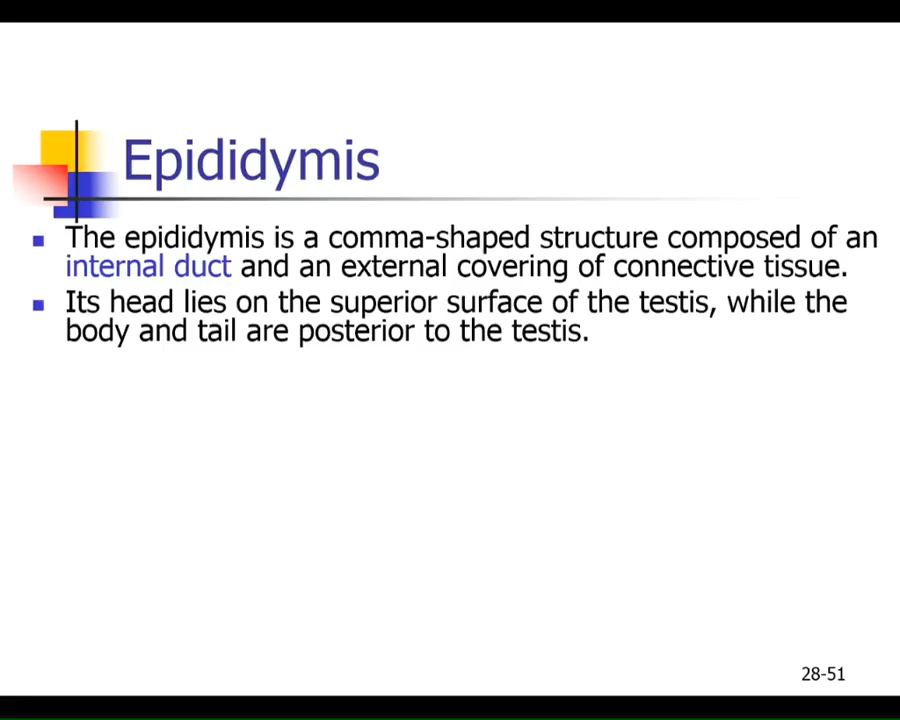 Epididymis
The epididymis is a comma-shaped structure composed of an
internal duct and an external covering of connective tissue.
Its head lies on the superior surface of the testis, while the
body and tail are posterior to the testis.
28-51